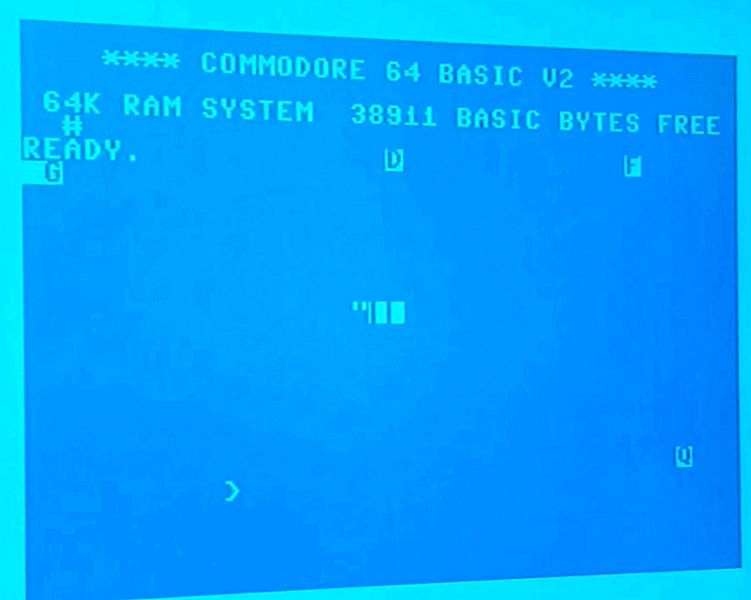 **** COMMODORE 64 BASIC V2 ****
64K RAM SYSTEM  38911 BASIC BYTES FREE
#
READY.
D F
G
"
Q
>